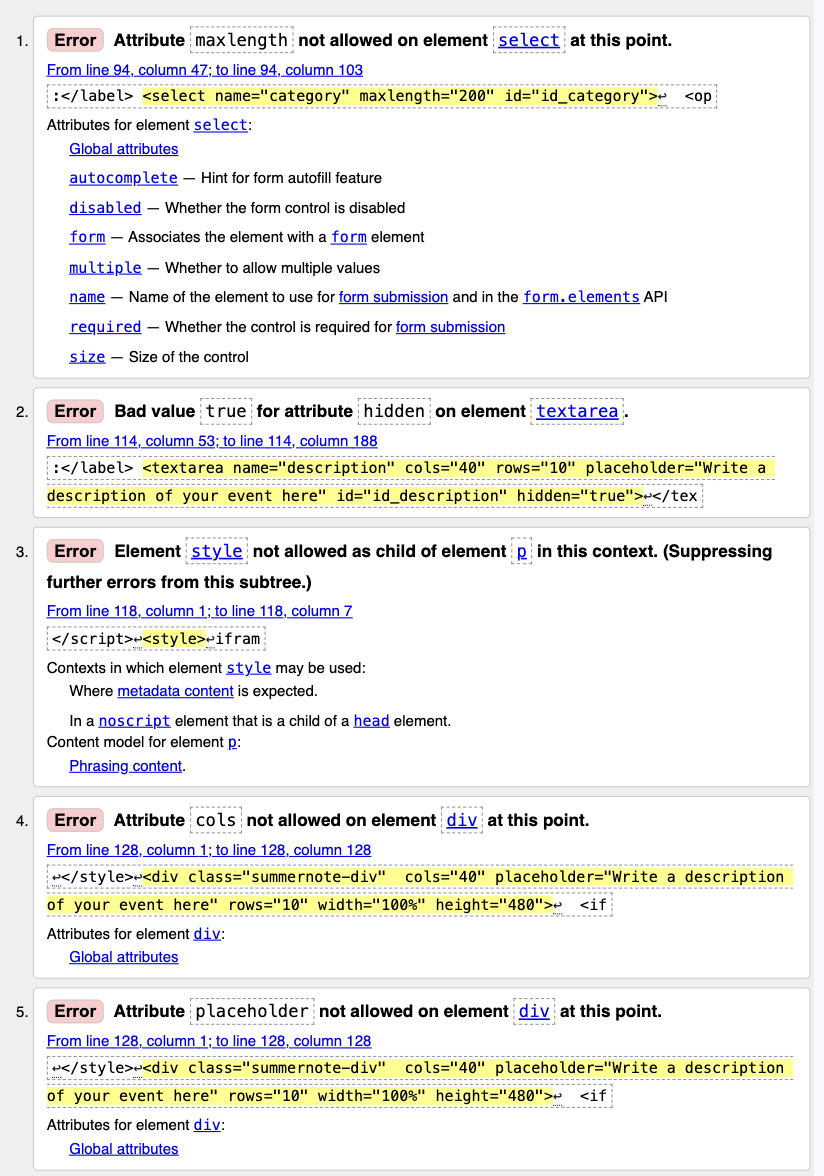 1. Error Attribute maxlength not allowed on element select at this point.
From line 94, column 47; to line 94, column 103
:</label> <select name="category" maxlength="200" id="id_category">↩ <op
Attributes for element select:
Global attributes
autocomplete — Hint for form autofill feature
disabled — Whether the form control is disabled
form — Associates the element with a form element
multiple — Whether to allow multiple values
name — Name of the element to use for form submission and in the form.elements API
required — Whether the control is required for form submission
size — Size of the control
2. Error Bad value true for attribute hidden on element textarea.
From line 114, column 53; to line 114, column 188
:</label> <textarea name="description" cols="40" rows="10" placeholder="Write a
description of your event here" id="id_description" hidden="true">↩</tex
3. Error Element style not allowed as child of element p in this context. (Suppressing
further errors from this subtree.)
From line 118, column 1; to line 118, column 7
</script>↩<style>↩ifram
Contexts in which element style may be used:
Where metadata content is expected.
In a noscript element that is a child of a head element.
Content model for element p:
Phrasing content.
4. Error Attribute cols not allowed on element div at this point.
From line 128, column 1; to line 128, column 128
↩</style>↩<div class="summernote-div"  cols="40" placeholder="Write a description
of your event here" rows="10" width="100%" height="480">↩  <if
Attributes for element div:
Global attributes
5. Error Attribute placeholder not allowed on element div at this point.
From line 128, column 1; to line 128, column 128
↩</style>↩<div class="summernote-div"  cols="40" placeholder="Write a description
of your event here" rows="10" width="100%" height="480">↩  <if
Attributes for element div:
Global attributes